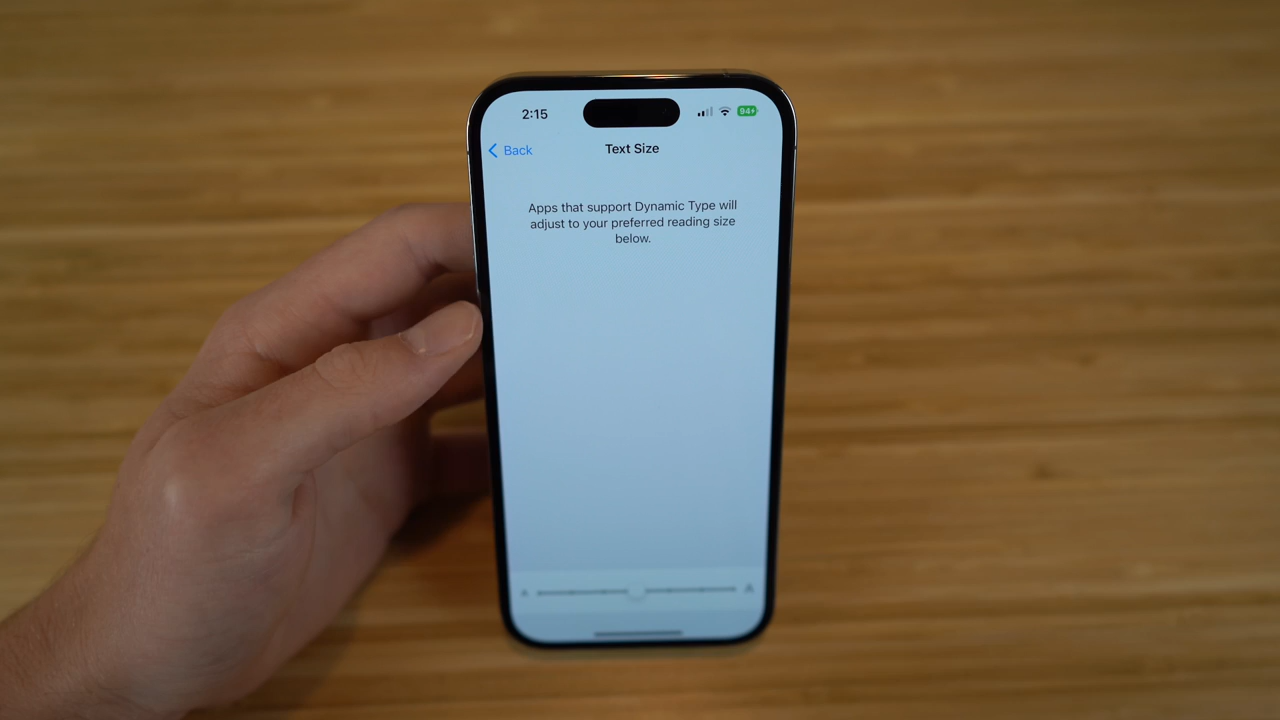 2:15
94+
Back
Text Size
Apps that support Dynamic Type will
adjust to your preferred reading size
below.
A A